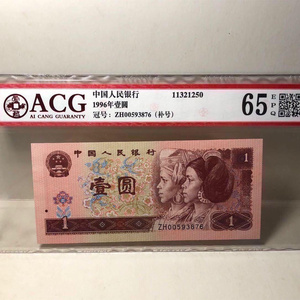 ACG
AI CANG GUARANTY
中国人民银行
11321250
1996年壹圆
冠号: ZH00593876 (补号)
65 EPQ
中国人民银行
1
壹圆
1
1
ZH00593876